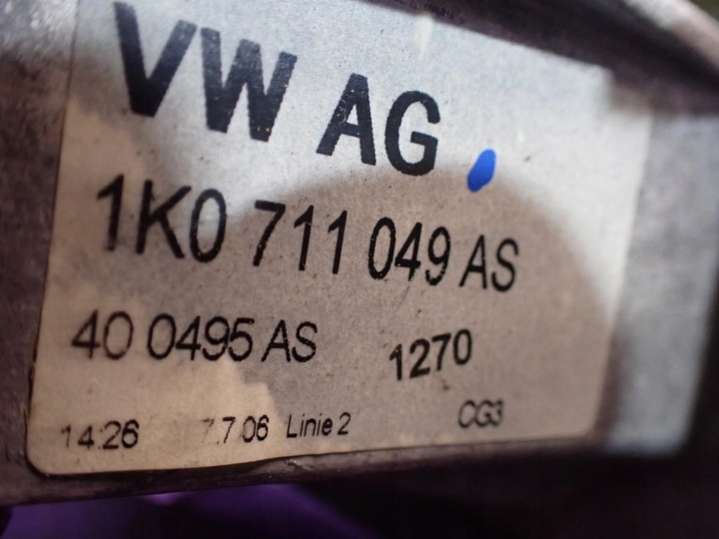 VW AG
1K0 711 049 AS
40 0495 AS 1270
14:26 7.7.06 Linie 2 CG3